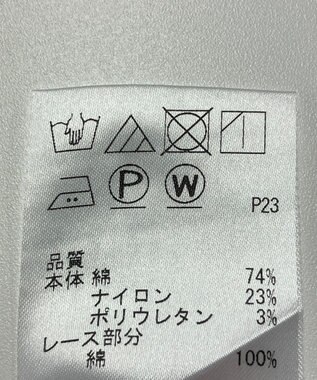 P W P23
品質
本体 綿 74%
ナイロン 23%
ポリウレタン 3%
レース部分
綿 100%